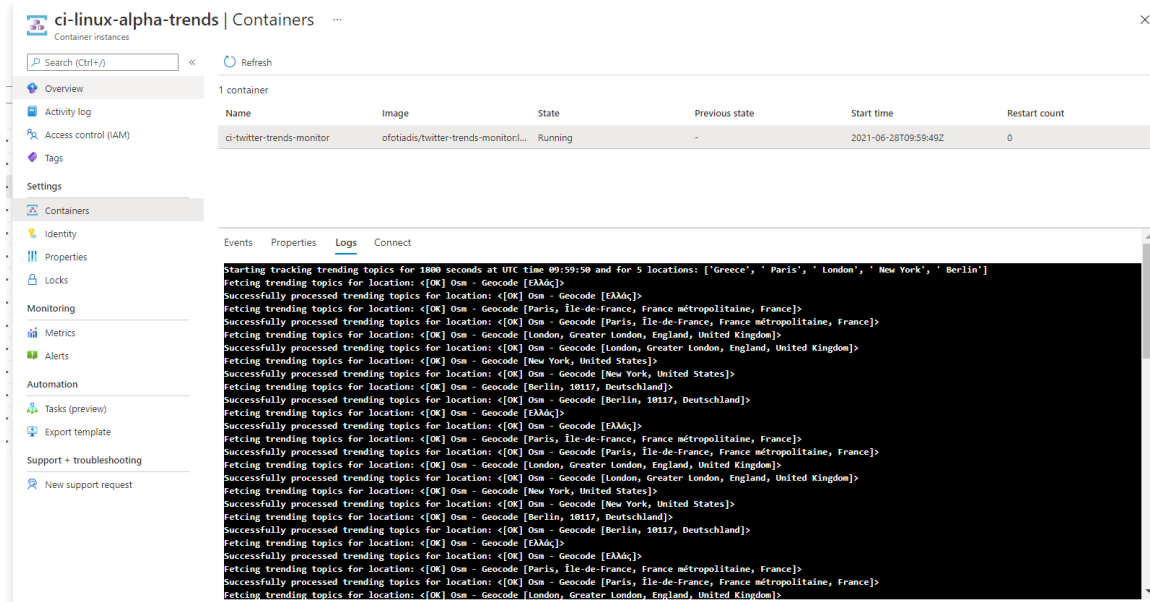 ci-linux-alpha-trends | Containers ...
Container instances
Search (Ctrl+/)
«
Refresh
Overview
Activity log
Access control (IAM)
Tags
Settings
Containers
Identity
Properties
Locks
Monitoring
Metrics
Alerts
Automation
Tasks (preview)
Export template
Support + troubleshooting
New support request
1 container
Name Image State Previous state Start time Restart count
ci-twitter-trends-monitor ofotiadis/twitter-trends-monitor:l... Running - 2021-06-28T09:59:49Z 0
Events Properties Logs Connect
Starting tracking trending topics for 1800 seconds at UTC time 09:59:50 and for 5 locations: ['Greece', ' Paris', ' London', ' New York', ' Berlin']
Fetcing trending topics for location: <[OK] Osm - Geocode [Ελλάς]>
Successfully processed trending topics for location: <[OK] Osm - Geocode [Ελλάς]>
Fetcing trending topics for location: <[OK] Osm - Geocode [Paris, Île-de-France, France métropolitaine, France]>
Successfully processed trending topics for location: <[OK] Osm - Geocode [Paris, Île-de-France, France métropolitaine, France]>
Fetcing trending topics for location: <[OK] Osm - Geocode [London, Greater London, England, United Kingdom]>
Successfully processed trending topics for location: <[OK] Osm - Geocode [London, Greater London, England, United Kingdom]>
Fetcing trending topics for location: <[OK] Osm - Geocode [New York, United States]>
Successfully processed trending topics for location: <[OK] Osm - Geocode [New York, United States]>
Fetcing trending topics for location: <[OK] Osm - Geocode [Berlin, 10117, Deutschland]>
Successfully processed trending topics for location: <[OK] Osm - Geocode [Berlin, 10117, Deutschland]>
Fetcing trending topics for location: <[OK] Osm - Geocode [Ελλάς]>
Successfully processed trending topics for location: <[OK] Osm - Geocode [Ελλάς]>
Fetcing trending topics for location: <[OK] Osm - Geocode [Paris, Île-de-France, France métropolitaine, France]>
Successfully processed trending topics for location: <[OK] Osm - Geocode [Paris, Île-de-France, France métropolitaine, France]>
Fetcing trending topics for location: <[OK] Osm - Geocode [London, Greater London, England, United Kingdom]>
Successfully processed trending topics for location: <[OK] Osm - Geocode [London, Greater London, England, United Kingdom]>
Fetcing trending topics for location: <[OK] Osm - Geocode [New York, United States]>
Successfully processed trending topics for location: <[OK] Osm - Geocode [New York, United States]>
Fetcing trending topics for location: <[OK] Osm - Geocode [Berlin, 10117, Deutschland]>
Successfully processed trending topics for location: <[OK] Osm - Geocode [Berlin, 10117, Deutschland]>
Fetcing trending topics for location: <[OK] Osm - Geocode [Ελλάς]>
Successfully processed trending topics for location: <[OK] Osm - Geocode [Ελλάς]>
Fetcing trending topics for location: <[OK] Osm - Geocode [Paris, Île-de-France, France métropolitaine, France]>
Successfully processed trending topics for location: <[OK] Osm - Geocode [Paris, Île-de-France, France métropolitaine, France]>
Fetcing trending topics for location: <[OK] Osm - Geocode [London, Greater London, England, United Kingdom]>